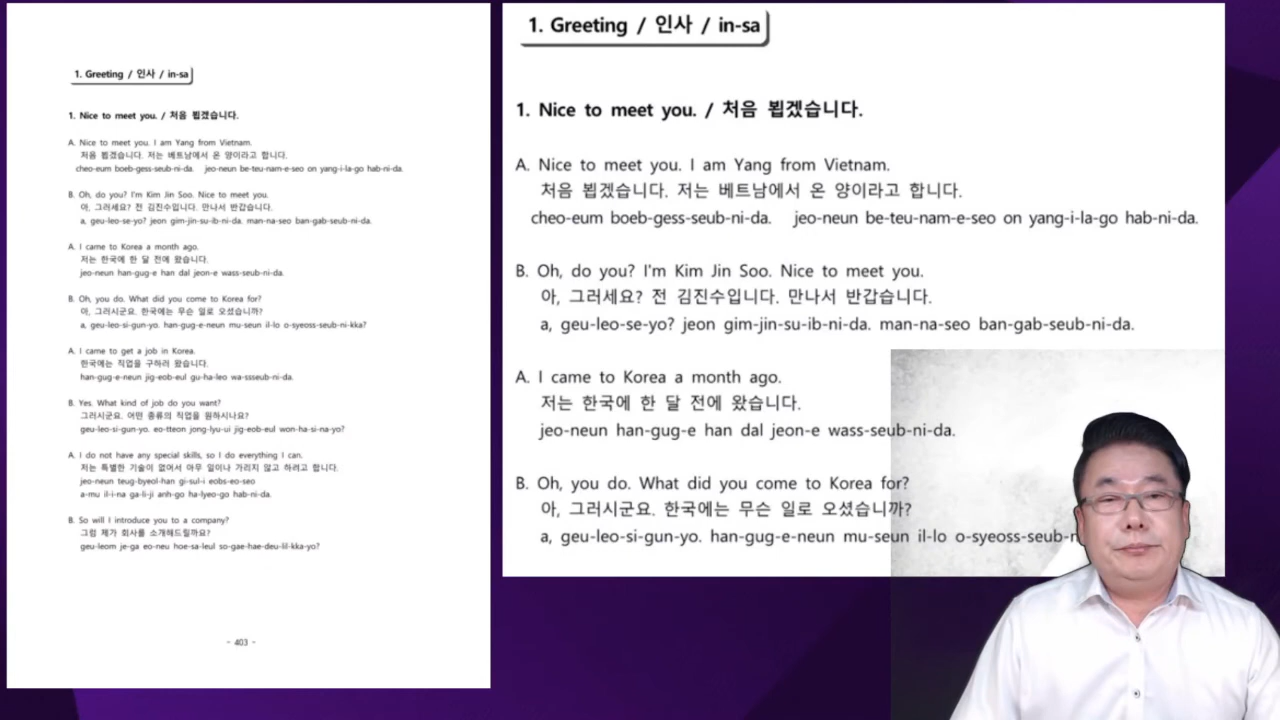 1. Greeting / 인사 / in-sa
1. Nice to meet you. / 처음 뵙겠습니다.
A. Nice to meet you. I am Yang from Vietnam.
처음 뵙겠습니다. 저는 베트남에서 온 양이라고 합니다.
cheo-eum boeb-gess-seub-ni-da. jeo-neun be-teu-nam-e-seo on yang-i-la-go hab-ni-da.
B. Oh, do you? I'm Kim Jin Soo. Nice to meet you.
아, 그러세요? 전 김진수입니다. 만나서 반갑습니다.
a, geu-leo-se-yo? jeon gim-jin-su-ib-ni-da. man-na-seo ban-gab-seub-ni-da.
A. I came to Korea a month ago.
저는 한국에 한 달 전에 왔습니다.
jeo-neun han-gug-e han dal jeon-e wass-seub-ni-da.
B. Oh, you do. What did you come to Korea for?
아, 그러시군요. 한국에는 무슨 일로 오셨습니까?
a, geu-leo-si-gun-yo. han-gug-e-neun mu-seun il-lo o-syeoss-seub-ni-kka?
A. I came to get a job in Korea.
한국에는 직업을 구하러 왔습니다.
han-gug-e-neun jig-eob-eul gu-ha-leo wa-ssseub-ni-da.
B. Yes. What kind of job do you want?
그러시군요. 어떤 종류의 직업을 원하시나요?
geu-leo-si-gun-yo. eo-tteon jong-lyu-ui jig-eob-eul won-ha-si-na-yo?
A. I do not have any special skills, so I do everything I can.
저는 특별한 기술이 없어서 아무 일이나 가리지 않고 하려고 합니다.
jeo-neun teug-byeol-han gi-sul-i eobs-eo-seo
a-mu il-i-na ga-li-ji anh-go ha-lyeo-go hab-ni-da.
B. So will I introduce you to a company?
그럼 제가 회사를 소개해드릴까요?
geu-leom je-ga eo-neu hoe-sa-leul so-gae-hae-deu-lil-kka-yo?
- 403 -
1. Greeting / 인사 / in-sa
1. Nice to meet you. / 처음 뵙겠습니다.
A. Nice to meet you. I am Yang from Vietnam.
처음 뵙겠습니다. 저는 베트남에서 온 양이라고 합니다.
cheo-eum boeb-gess-seub-ni-da. jeo-neun be-teu-nam-e-seo on yang-i-la-go hab-ni-da.
B. Oh, do you? I'm Kim Jin Soo. Nice to meet you.
아, 그러세요? 전 김진수입니다. 만나서 반갑습니다.
a, geu-leo-se-yo? jeon gim-jin-su-ib-ni-da. man-na-seo ban-gab-seub-ni-da.
A. I came to Korea a month ago.
저는 한국에 한 달 전에 왔습니다.
jeo-neun han-gug-e han dal jeon-e wass-seub-ni-da.
B. Oh, you do. What did you come to Korea for?
아, 그러시군요. 한국에는 무슨 일로 오셨습니까?
a, geu-leo-si-gun-yo. han-gug-e-neun mu-seun il-lo